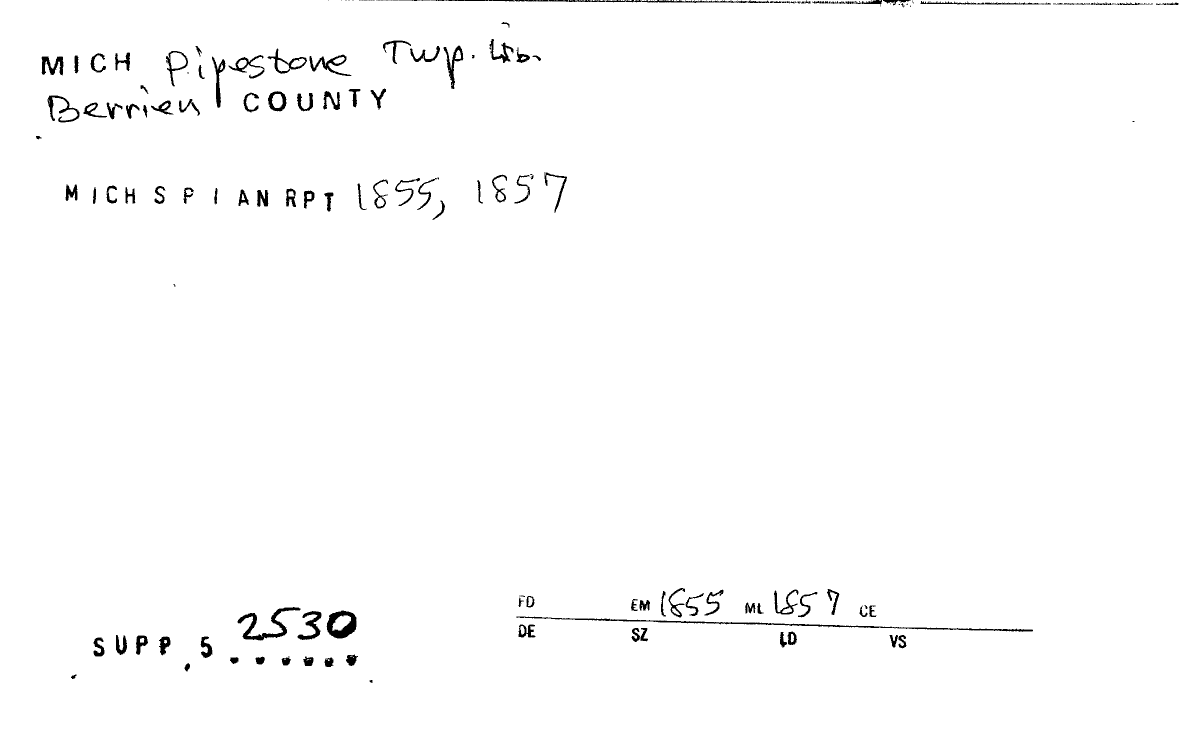 MICH Pipestone Twp. Lib.
Berrien COUNTY
MICH SPI AN RPT 1855, 1857
FD EM 1855 ML 1857 CE
DE SZ LD VS
SUPP,5 2530